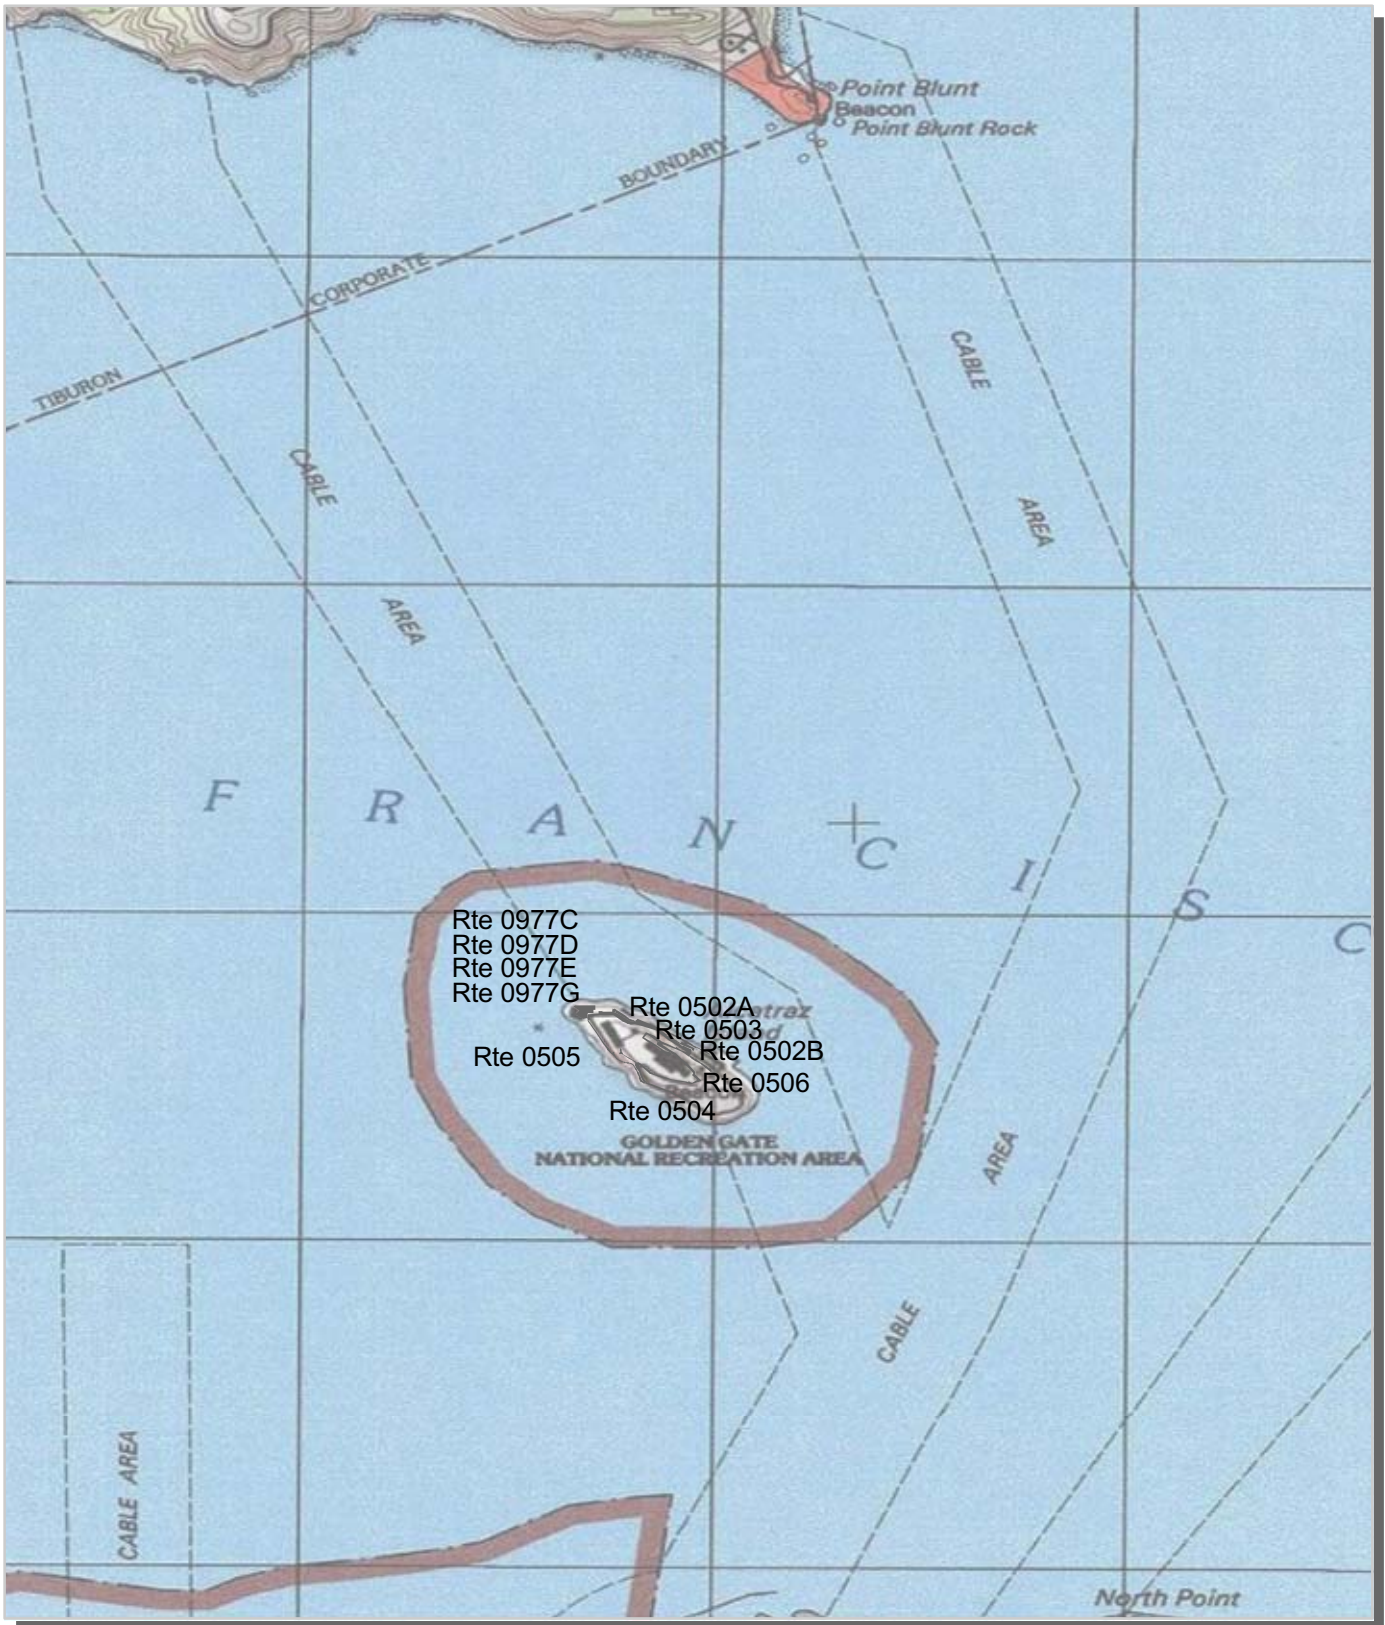 Point Blunt
Beacon
Point Blunt Rock
BOUNDARY
CORPORATE
TIBURON
CABLE
AREA
CABLE
AREA
F R A N C I S C
Rte 0977C
Rte 0977D
Rte 0977E
Rte 0977G
Rte 0502A
Rte 0503
Rte 0502B
Rte 0505
Rte 0506
Rte 0504
GOLDEN GATE
NATIONAL RECREATION AREA
AREA
CABLE
CABLE AREA
North Point